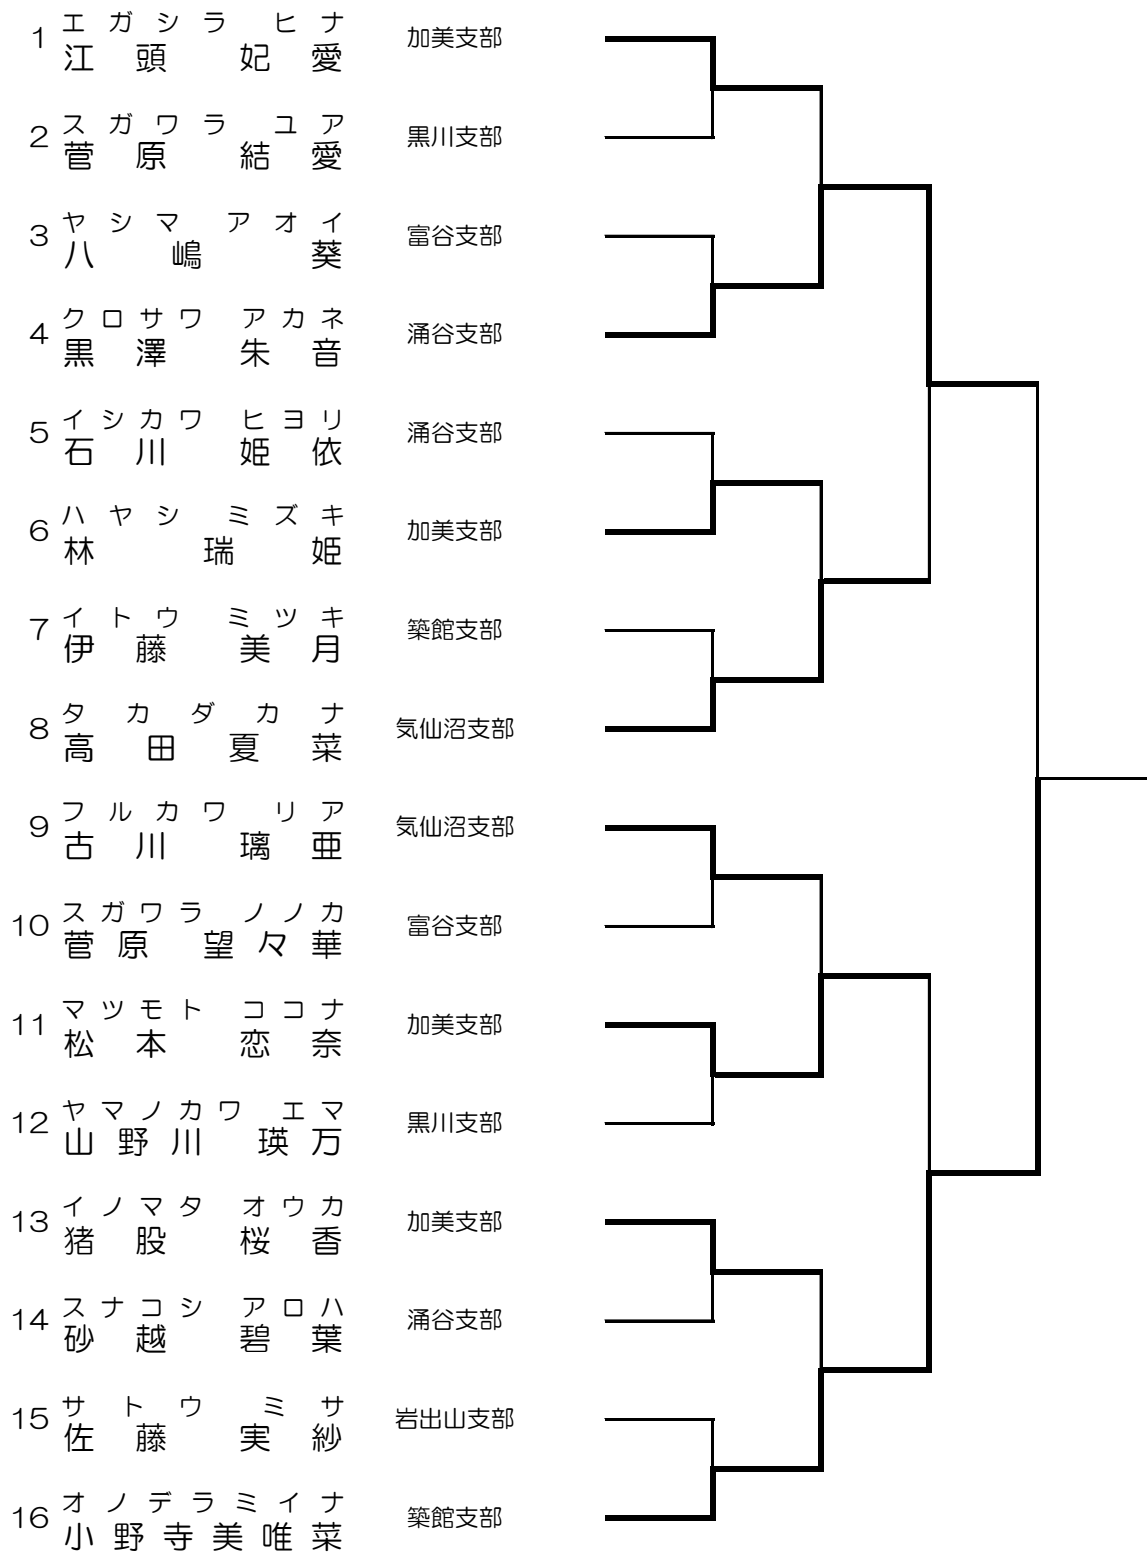 エガシラ ヒナ
1 江頭 妃愛 加美支部
スガワラ ユア
2 菅原 結愛 黒川支部
ヤシマ アオイ
3 八嶋 葵 富谷支部
クロサワ アカネ
4 黒澤 朱音 涌谷支部
イシカワ ヒヨリ
5 石川 姫依 涌谷支部
ハヤシ ミズキ
6 林 瑞姫 加美支部
イトウ ミツキ
7 伊藤 美月 築館支部
タカダカナ
8 高田夏菜 気仙沼支部
フルカワ リア
9 古川 璃亜 気仙沼支部
スガワラ ノノカ
10 菅原 望々華 富谷支部
マツモト ココナ
11 松本 恋奈 加美支部
ヤマノカワ エマ
12 山野川 瑛万 黒川支部
イノマタ オウカ
13 猪股 桜香 加美支部
スナコシ アロハ
14 砂越 碧葉 涌谷支部
サトウ ミサ
15 佐藤 実紗 岩出山支部
オノデラミイナ
16 小野寺美唯菜 築館支部